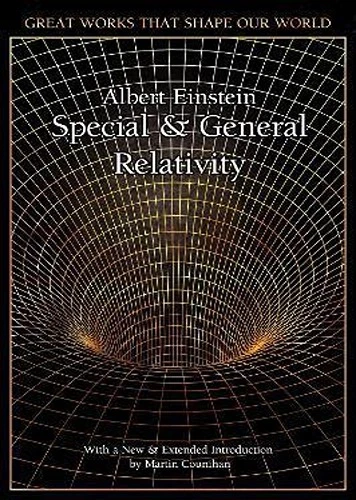 GREAT WORKS THAT SHAPE OUR WORLD
Albert Einstein
Special & General
Relativity
With a New & Extended Introduction
by Martin Counihan